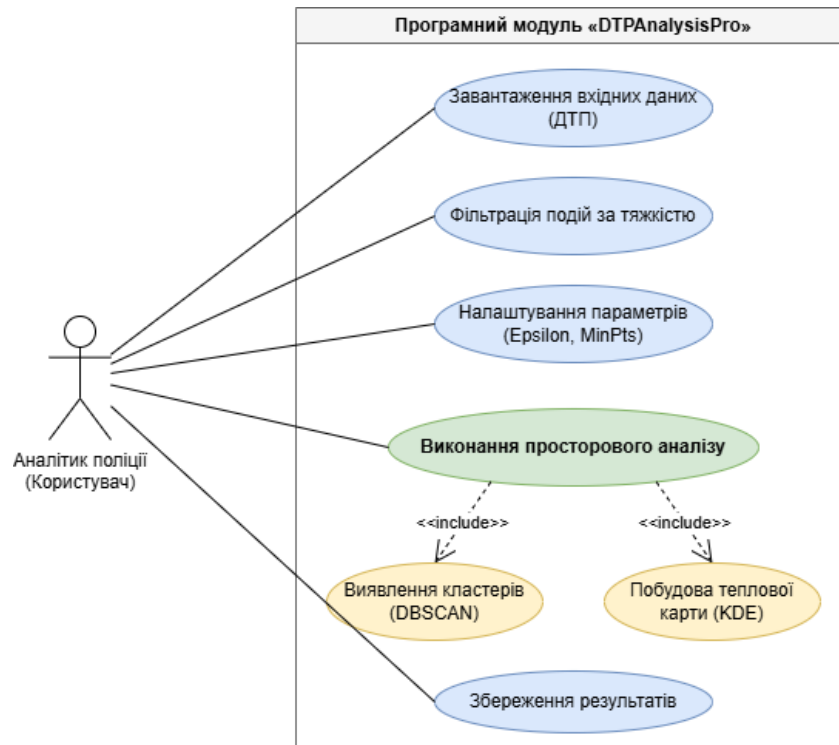 Програмний модуль «DTPAnalysisPro»
Завантаження вхідних даних
(ДТП)
Фільтрація подій за тяжкістю
Налаштування параметрів
(Epsilon, MinPts)
Аналітик поліції
(Користувач)
Виконання просторового аналізу
<<include>>
<<include>>
Виявлення кластерів
(DBSCAN)
Побудова теплової
карти (KDE)
Збереження результатів